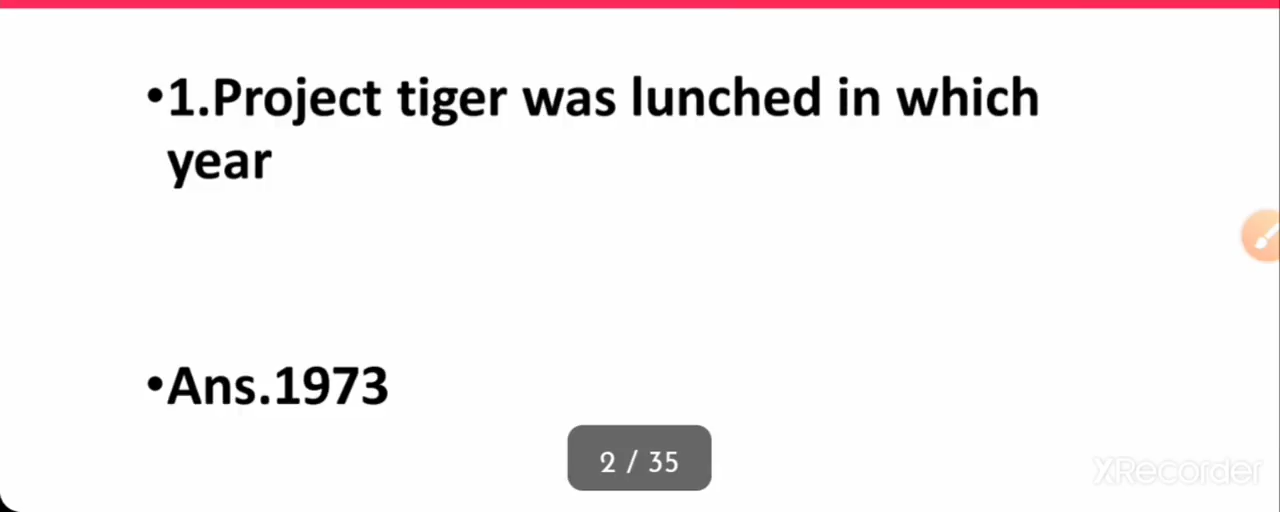 •1.Project tiger was lunched in which
year
•Ans.1973
2 / 35
XRecorder